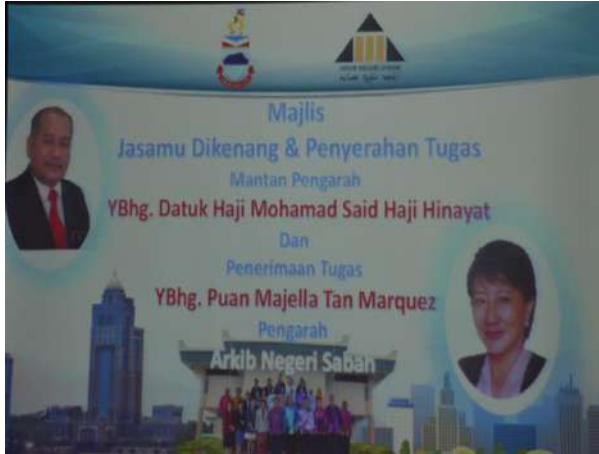 Majlis
Jasamu Dikenang & Penyerahan Tugas
Mantan Pengarah
YBhg. Datuk Haji Mohamad Said Haji Hinayat
Dan
Penerimaan Tugas
YBhg. Puan Majella Tan Marquez
Pengarah
Arkib Negeri Sabah